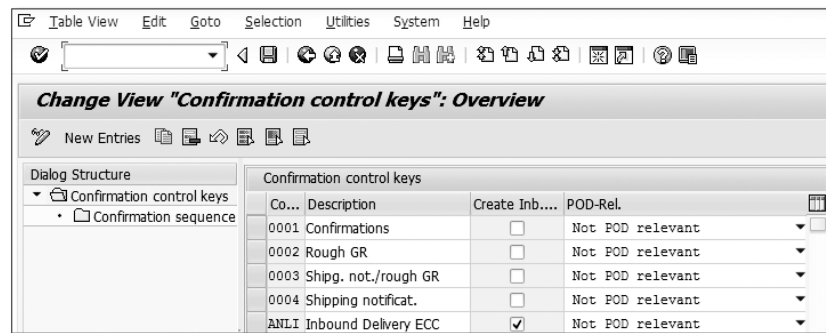 Table View Edit Goto Selection Utilities System Help
Change View "Confirmation control keys": Overview
New Entries
Dialog Structure
Confirmation control keys
Confirmation sequence
Confirmation control keys
Co... Description Create Inb.... POD-Rel.
0001 Confirmations Not POD relevant
0002 Rough GR Not POD relevant
0003 Shipg. not./rough GR Not POD relevant
0004 Shipping notificat. Not POD relevant
ANLI Inbound Delivery ECC Not POD relevant